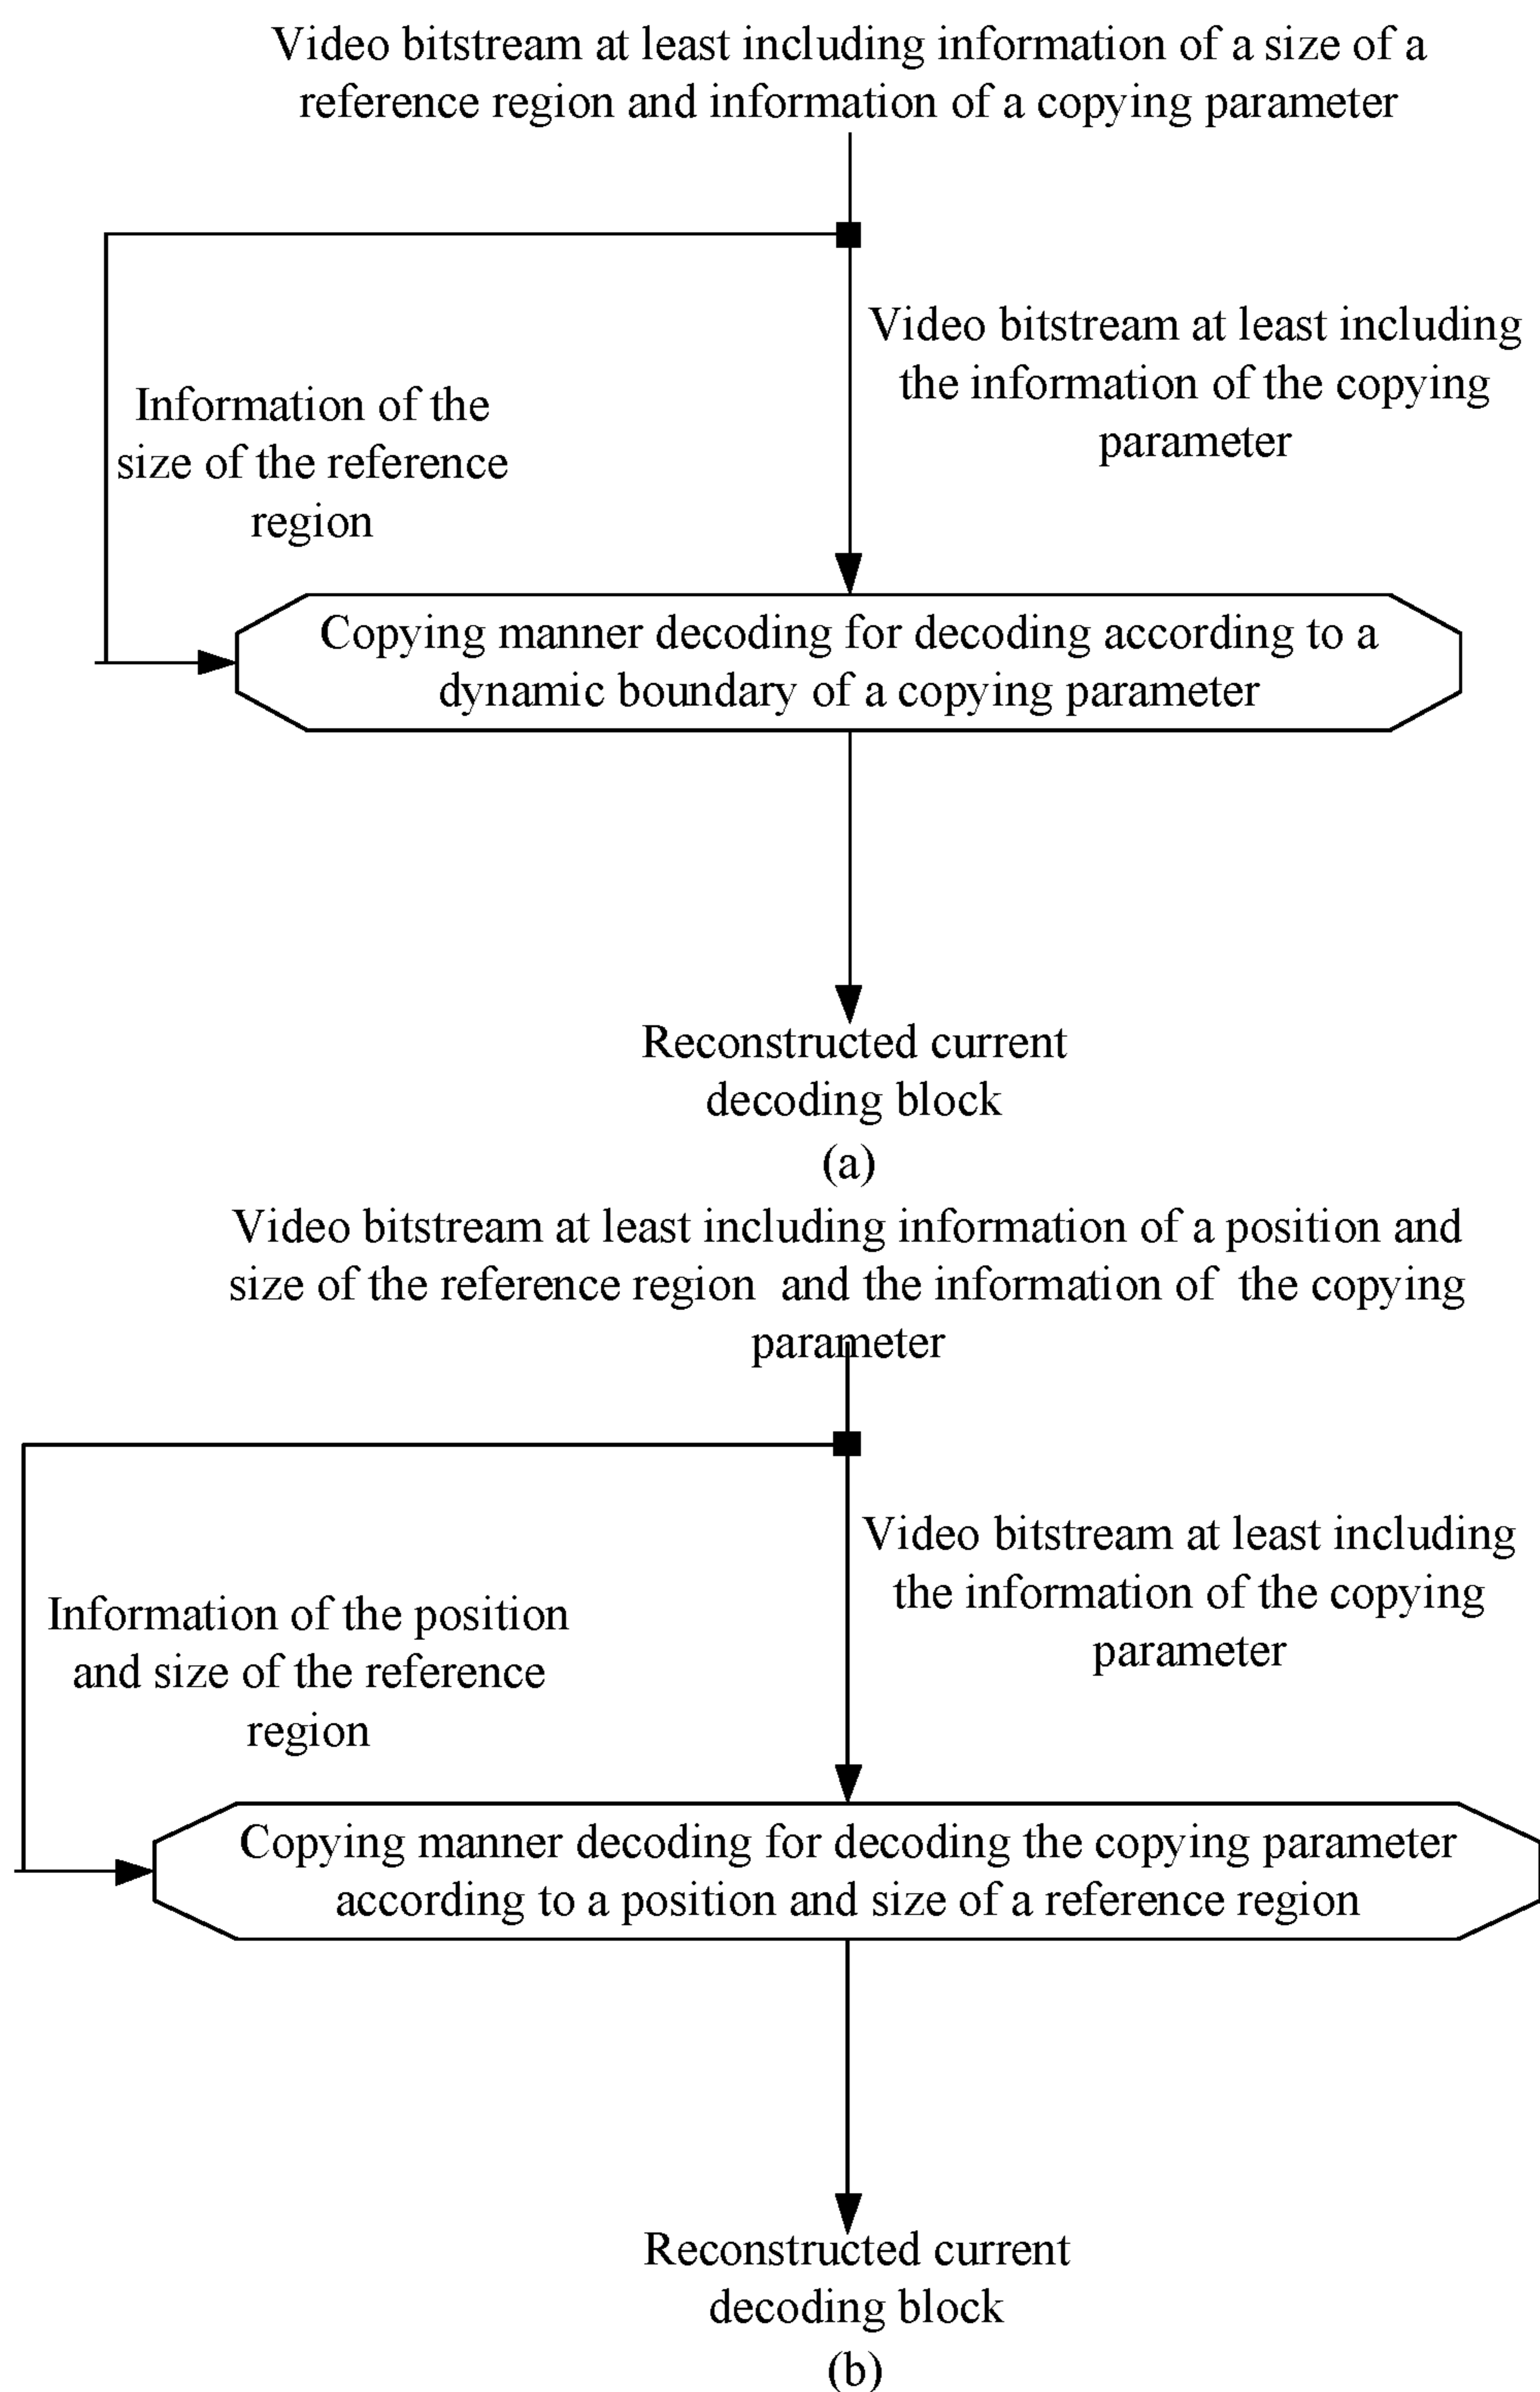 Video bitstream at least including information of a size of a
reference region and information of a copying parameter
Video bitstream at least including
the information of the copying
parameter
Information of the
size of the reference
region
Copying manner decoding for decoding according to a
dynamic boundary of a copying parameter
Reconstructed current
decoding block
(a)
Video bitstream at least including information of a position and
size of the reference region and the information of the copying
parameter
Video bitstream at least including
the information of the copying
parameter
Information of the position
and size of the reference
region
Copying manner decoding for decoding the copying parameter
according to a position and size of a reference region
Reconstructed current
decoding block
(b)